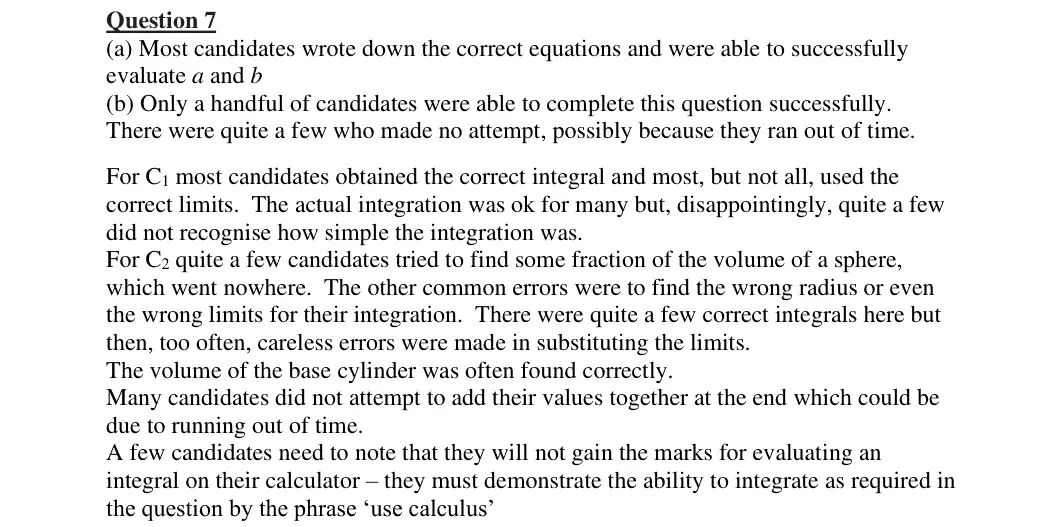 Question 7
(a) Most candidates wrote down the correct equations and were able to successfully
evaluate a and b
(b) Only a handful of candidates were able to complete this question successfully.
There were quite a few who made no attempt, possibly because they ran out of time.
For C₁ most candidates obtained the correct integral and most, but not all, used the
correct limits.  The actual integration was ok for many but, disappointingly, quite a few
did not recognise how simple the integration was.
For C₂ quite a few candidates tried to find some fraction of the volume of a sphere,
which went nowhere.  The other common errors were to find the wrong radius or even
the wrong limits for their integration.  There were quite a few correct integrals here but
then, too often, careless errors were made in substituting the limits.
The volume of the base cylinder was often found correctly.
Many candidates did not attempt to add their values together at the end which could be
due to running out of time.
A few candidates need to note that they will not gain the marks for evaluating an
integral on their calculator – they must demonstrate the ability to integrate as required in
the question by the phrase ‘use calculus’